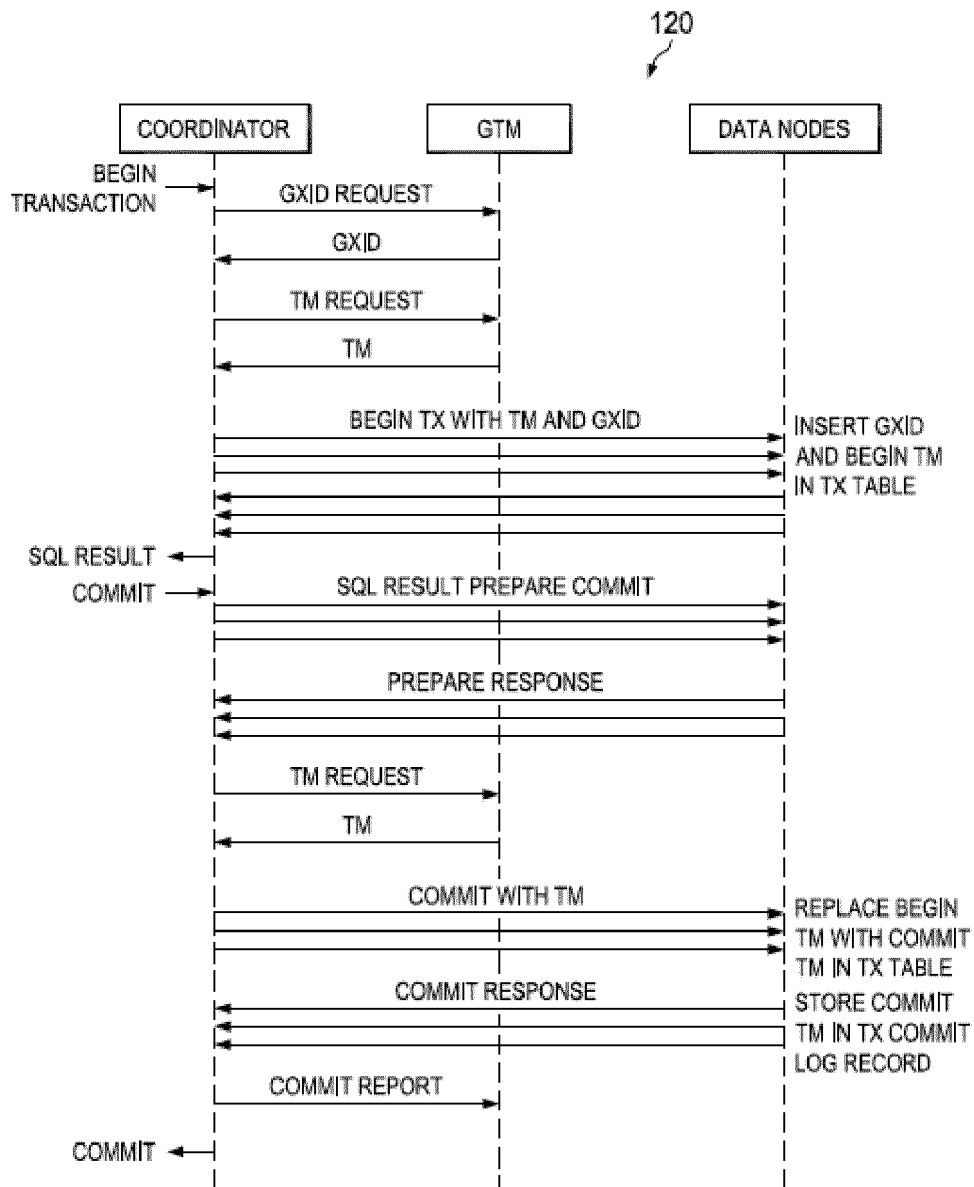 120
COORDINATOR
GTM
DATA NODES
BEGIN
TRANSACTION
GXID REQUEST
GXID
TM REQUEST
TM
BEGIN TX WITH TM AND GXID
INSERT GXID
AND BEGIN TM
IN TX TABLE
SQL RESULT
COMMIT
SQL RESULT PREPARE COMMIT
PREPARE RESPONSE
TM REQUEST
TM
COMMIT WITH TM
REPLACE BEGIN
TM WITH COMMIT
TM IN TX TABLE
COMMIT RESPONSE
STORE COMMIT
TM IN TX COMMIT
LOG RECORD
COMMIT REPORT
COMMIT